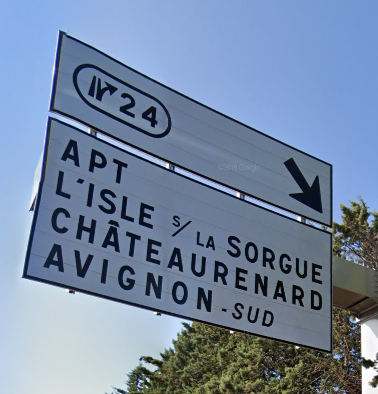 24
APT
L'ISLE S/LA SORGUE
CHÂTEAURENARD
AVIGNON-SUD